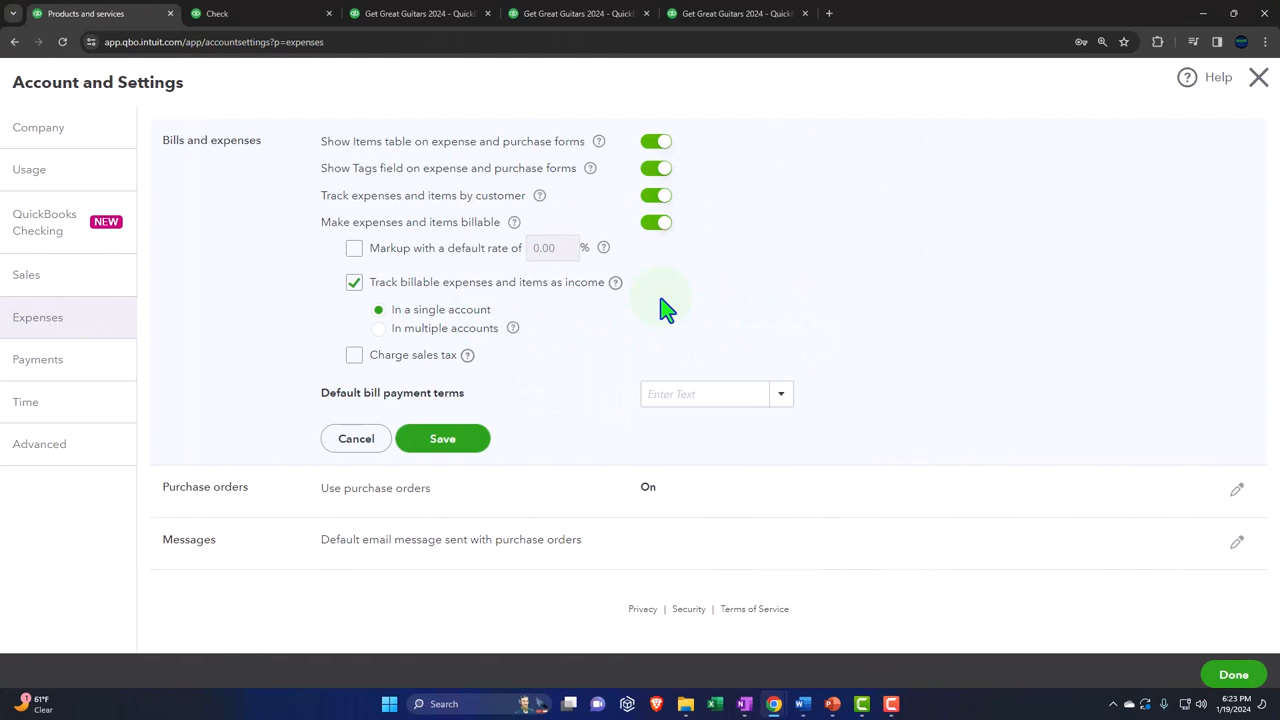 Products and services
Check
Get Great Guitars 2024 - QuickB
Get Great Guitars 2024 - QuickB
Get Great Guitars 2024 - QuickB
app.qbo.intuit.com/app/accountsettings?p=expenses
Account and Settings
Help
Company
Usage
QuickBooks Checking NEW
Sales
Expenses
Payments
Time
Advanced
Bills and expenses
Show Items table on expense and purchase forms
Show Tags field on expense and purchase forms
Track expenses and items by customer
Make expenses and items billable
Markup with a default rate of 0.00 %
Track billable expenses and items as income
In a single account
In multiple accounts
Charge sales tax
Default bill payment terms
Enter Text
Cancel
Save
Purchase orders
Use purchase orders
On
Messages
Default email message sent with purchase orders
Privacy | Security | Terms of Service
Done
1
61°F
Clear
Search
6:23 PM
1/19/2024